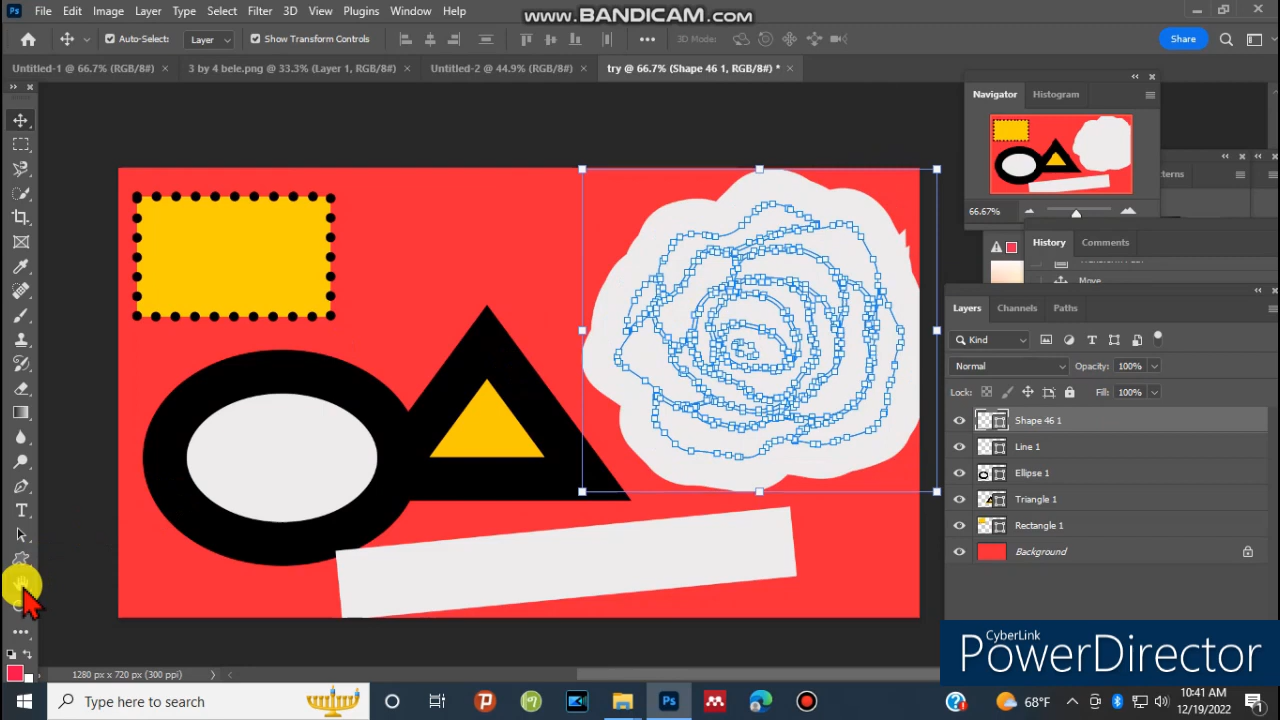 www.BANDICAM.com
Ps File Edit Image Layer Type Select Filter 3D View Plugins Window Help
Auto-Select: Layer Show Transform Controls 3D Mode: Share
Untitled-1 @ 66.7% (RGB/8#) × 3 by 4 bele.png @ 33.3% (Layer 1, RGB/8#) × Untitled-2 @ 44.9% (RGB/8#) × try @ 66.7% (Shape 46 1, RGB/8#) * ×
Navigator Histogram
66.67%
History Comments
Move
Layers Channels Paths
Kind
Normal Opacity: 100%
Lock: Fill: 100%
Shape 46 1
Line 1
Ellipse 1
Triangle 1
Rectangle 1
Background
1280 px x 720 px (300 ppi)
CyberLink
PowerDirector
Type here to search
Ps
68°F
10:41 AM
12/19/2022